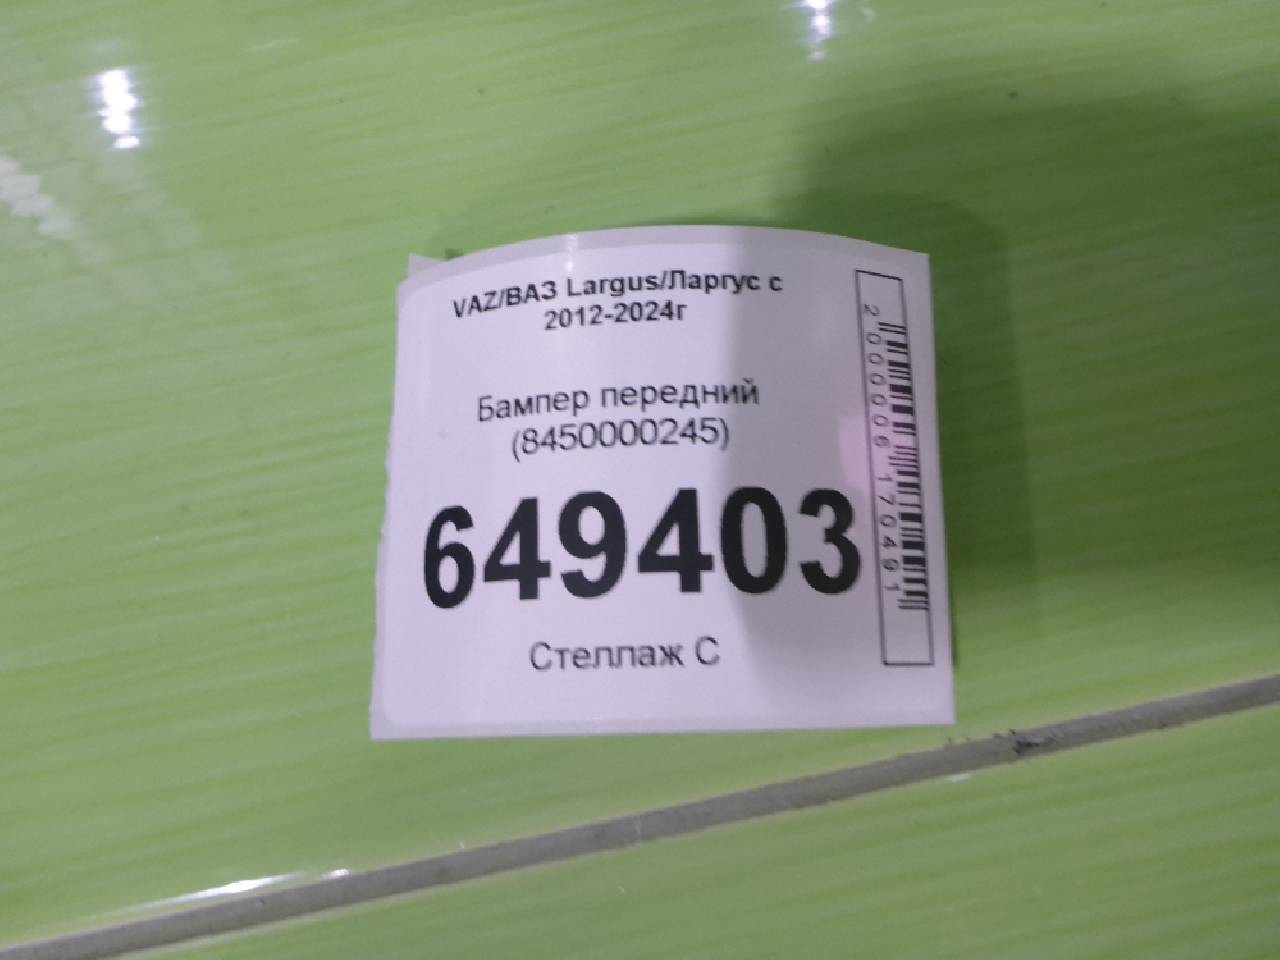 VAZ/ВАЗ Largus/Ларгус с
2012-2024г
Бампер передний
(8450000245)
649403
Стеллаж С
2000006170491